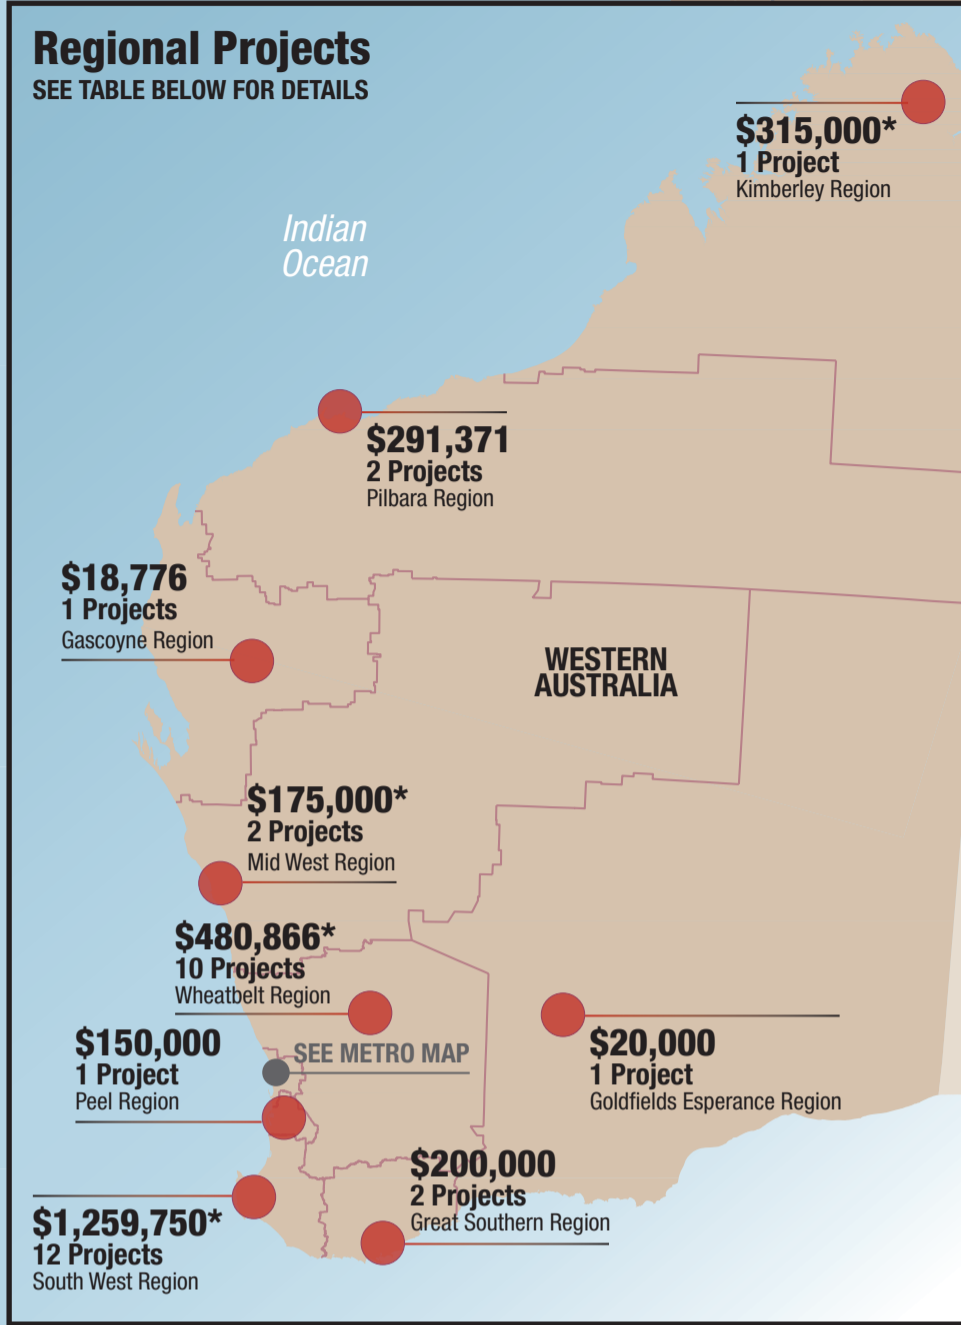 Regional Projects
SEE TABLE BELOW FOR DETAILS
$315,000*
1 Project
Kimberley Region
Indian
Ocean
$291,371
2 Projects
Pilbara Region
$18,776
1 Projects
Gascoyne Region
WESTERN
AUSTRALIA
$175,000*
2 Projects
Mid West Region
$480,866*
10 Projects
Wheatbelt Region
$20,000
1 Project
Goldfields Esperance Region
$150,000
1 Project
Peel Region
SEE METRO MAP
$200,000
2 Projects
Great Southern Region
$1,259,750*
12 Projects
South West Region